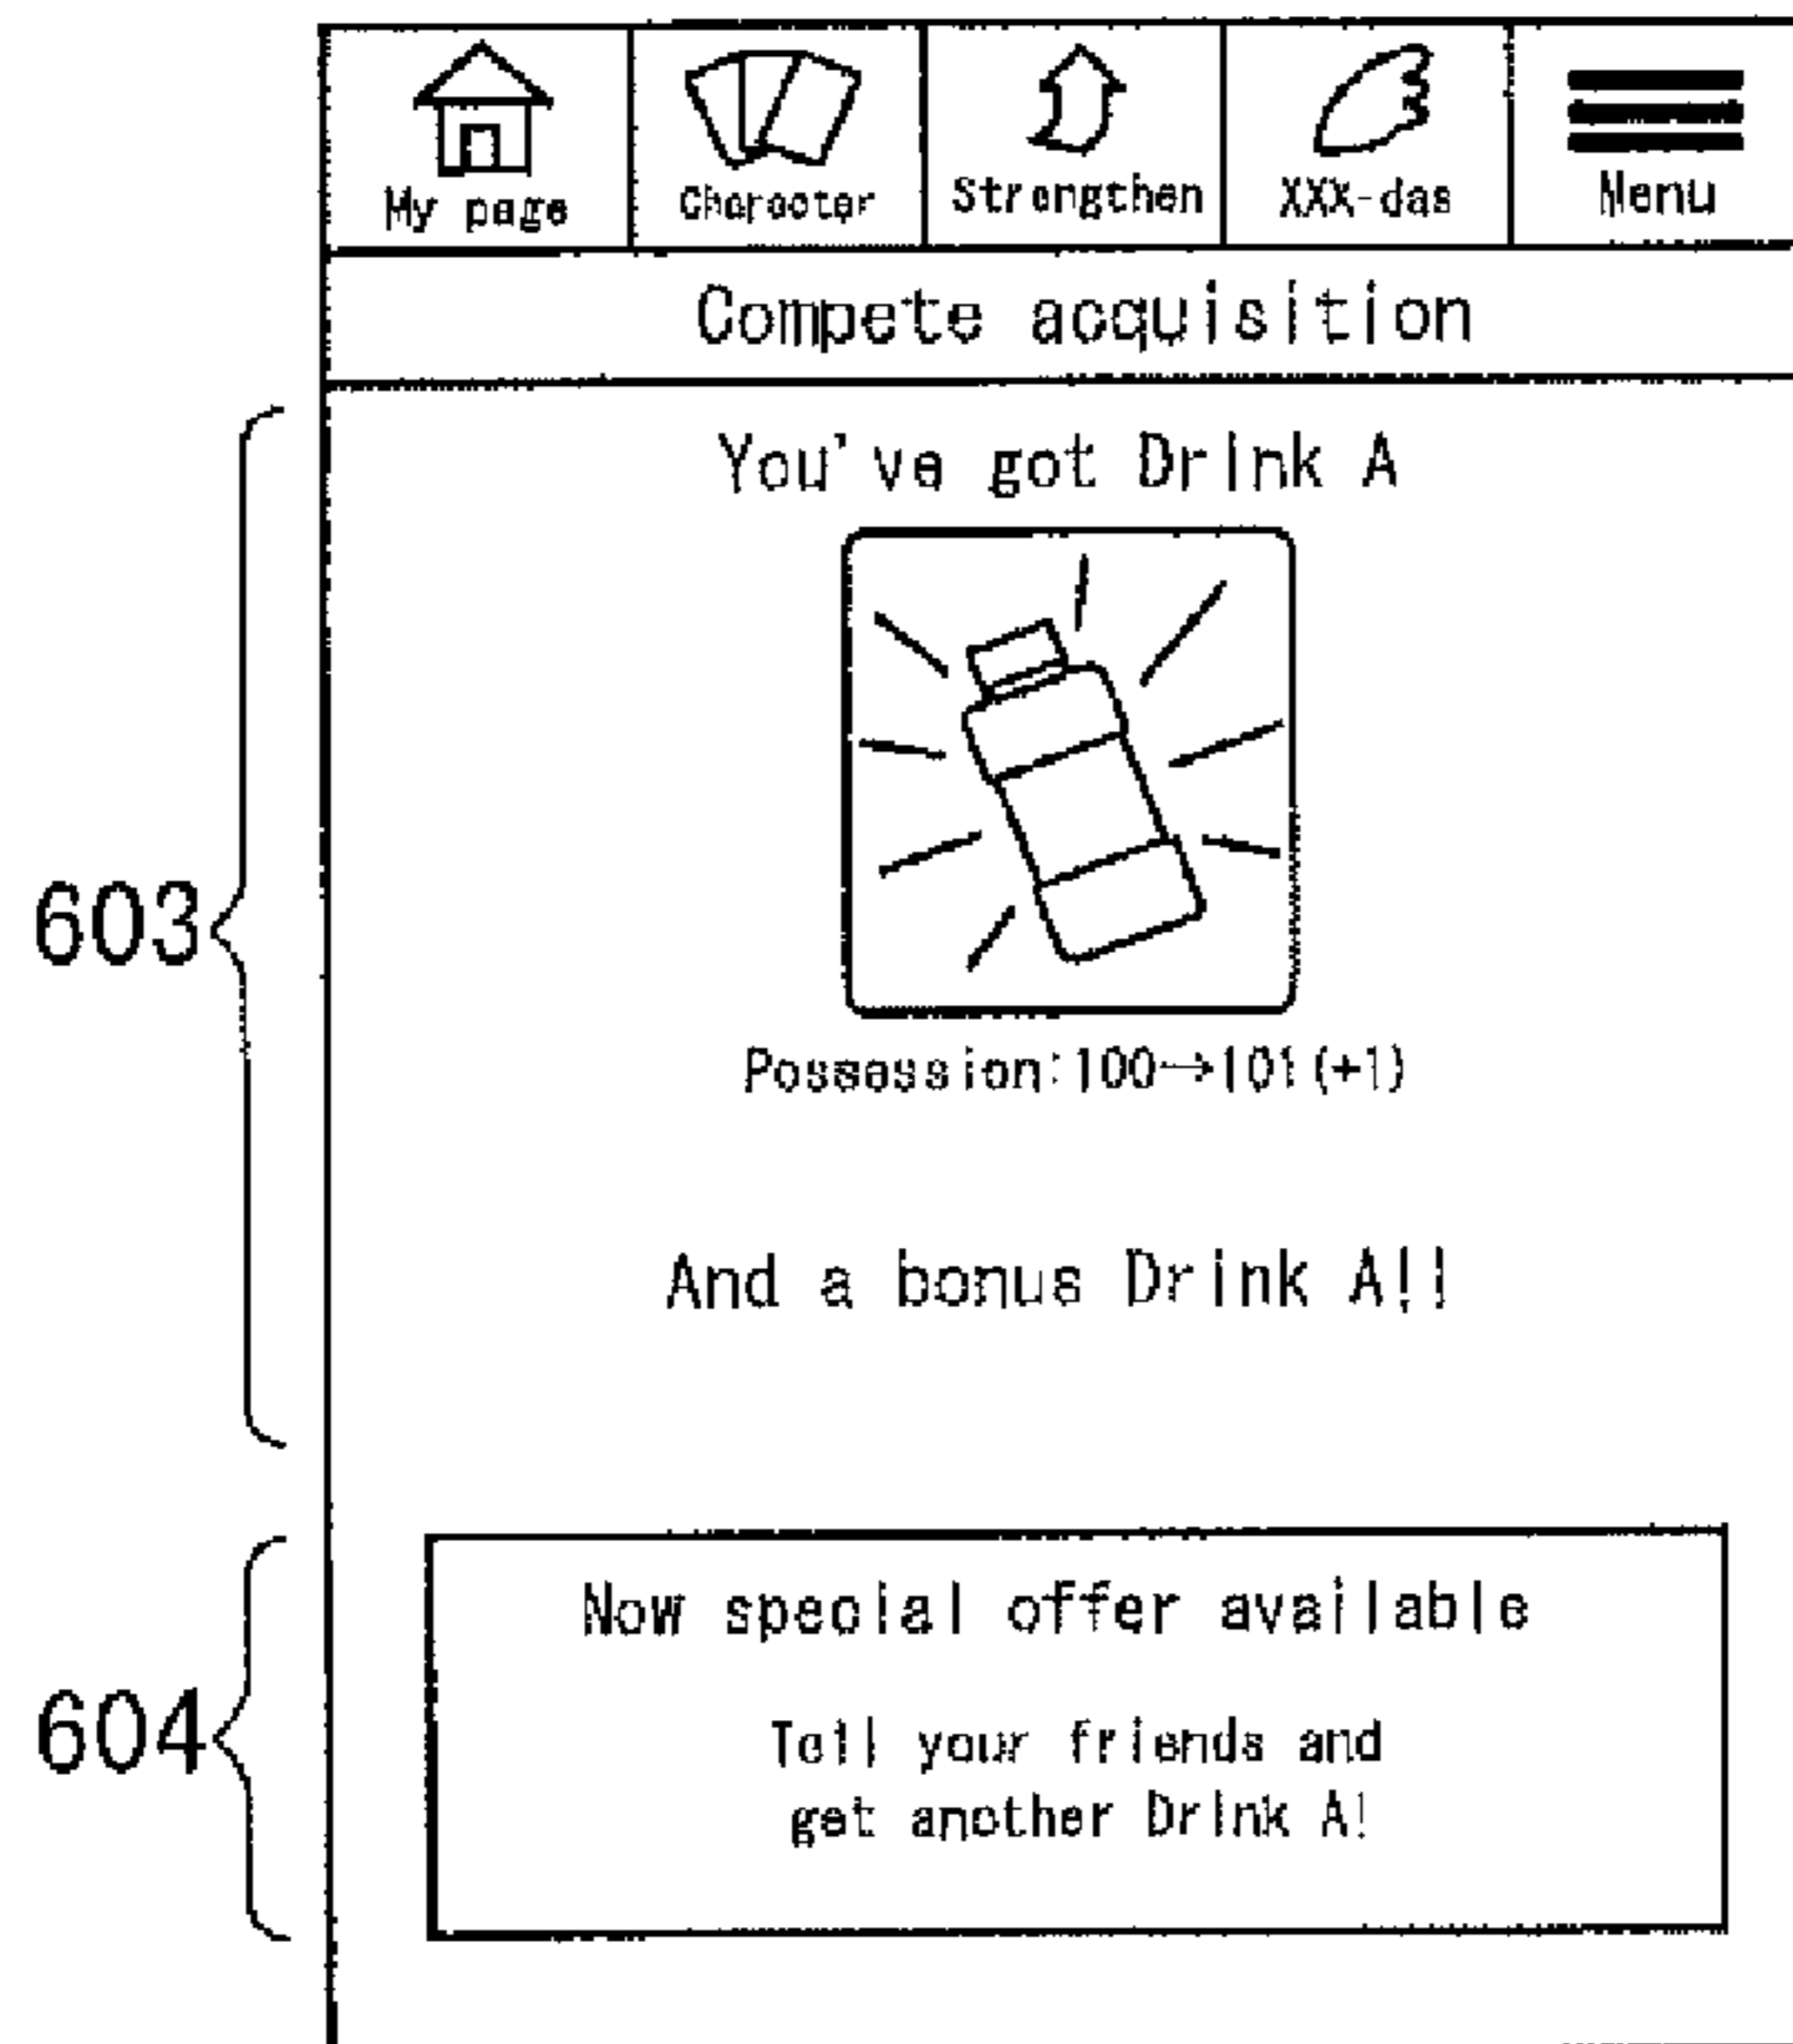 My page Character Strengthen XXX-das Menu
Compete acquisition
You've got Drink A
603
Possession:100→101(+1)
And a bonus Drink A!!
Now special offer available
604
Tell your friends and
get another Drink A!